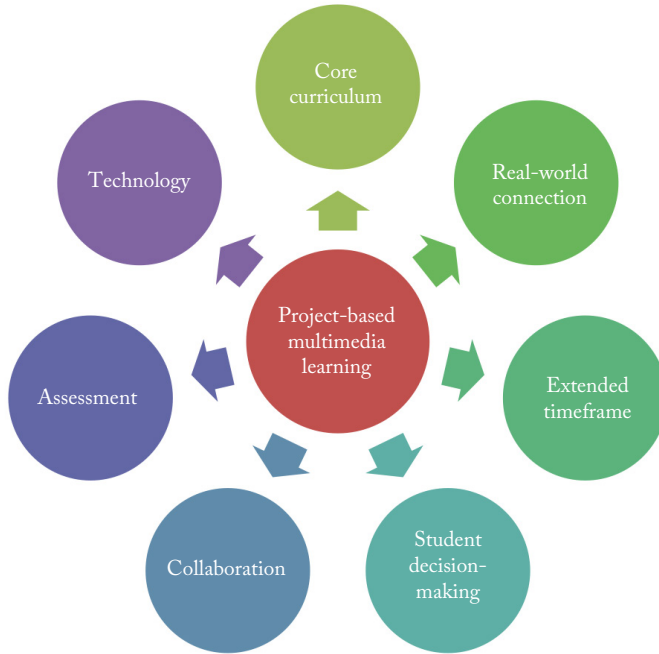 Core
curriculum
Technology
Real-world
connection
Project-based
multimedia
learning
Assessment
Extended
timeframe
Collaboration
Student
decision-
making